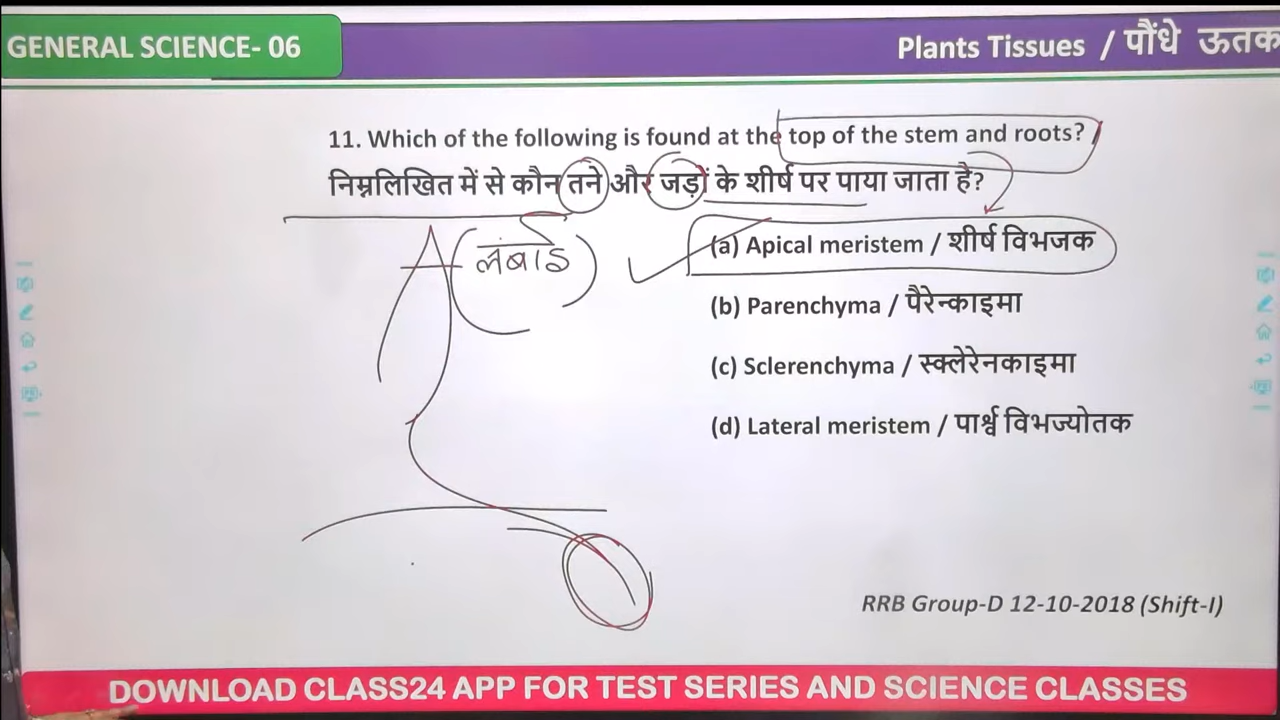 GENERAL SCIENCE- 06
Plants Tissues / पौंधे ऊतक
11. Which of the following is found at the top of the stem and roots? /
निम्नलिखित में से कौन तने और जड़ों के शीर्ष पर पाया जाता है?
(लंबाई)
(a) Apical meristem / शीर्ष विभजक
(b) Parenchyma / पैरेन्काइमा
(c) Sclerenchyma / स्क्लेरेनकाइमा
(d) Lateral meristem / पार्श्व विभज्योतक
RRB Group-D 12-10-2018 (Shift-I)
DOWNLOAD CLASS24 APP FOR TEST SERIES AND SCIENCE CLASSES